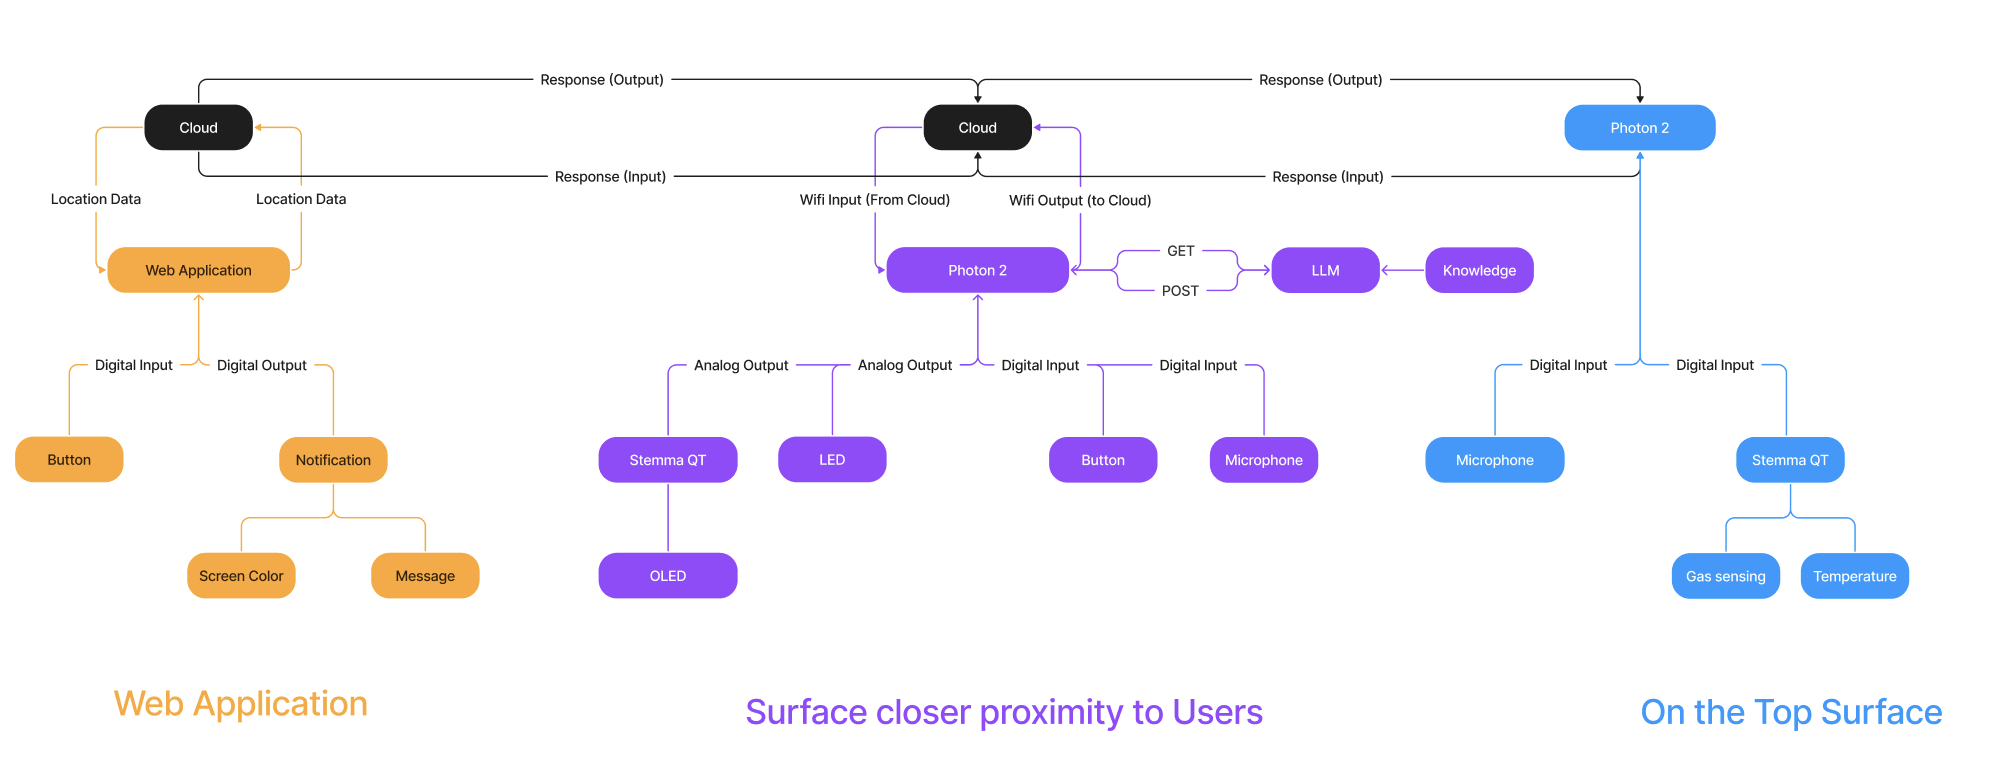 Response (Output)
Response (Output)
Cloud
Cloud
Photon 2
Response (Input)
Response (Input)
Location Data
Location Data
Wifi Input (From Cloud)
Wifi Output (to Cloud)
GET
Web Application
Photon 2
LLM
Knowledge
POST
Digital Input
Digital Output
Analog Output
Analog Output
Digital Input
Digital Input
Digital Input
Digital Input
Button
Notification
Stemma QT
LED
Button
Microphone
Microphone
Stemma QT
Screen Color
Message
OLED
Gas sensing
Temperature
Web Application
Surface closer proximity to Users
On the Top Surface